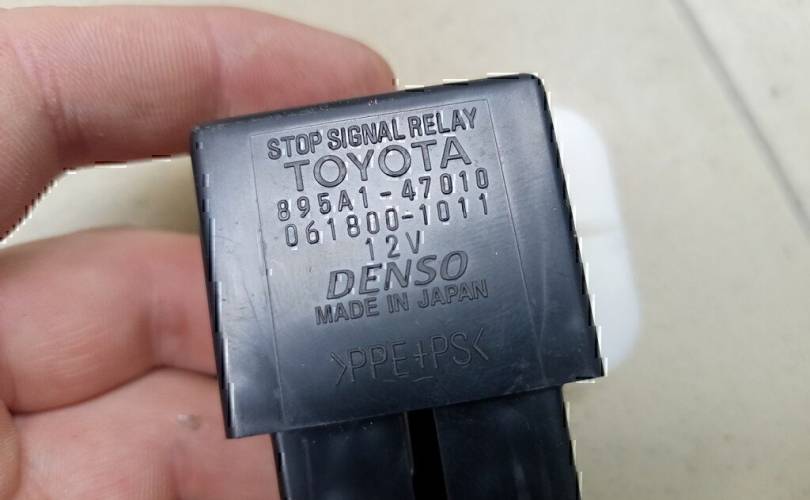 STOP SIGNAL RELAY
TOYOTA
895A1-47010
061800-1011
12V
DENSO
MADE IN JAPAN
>PPE+PS<